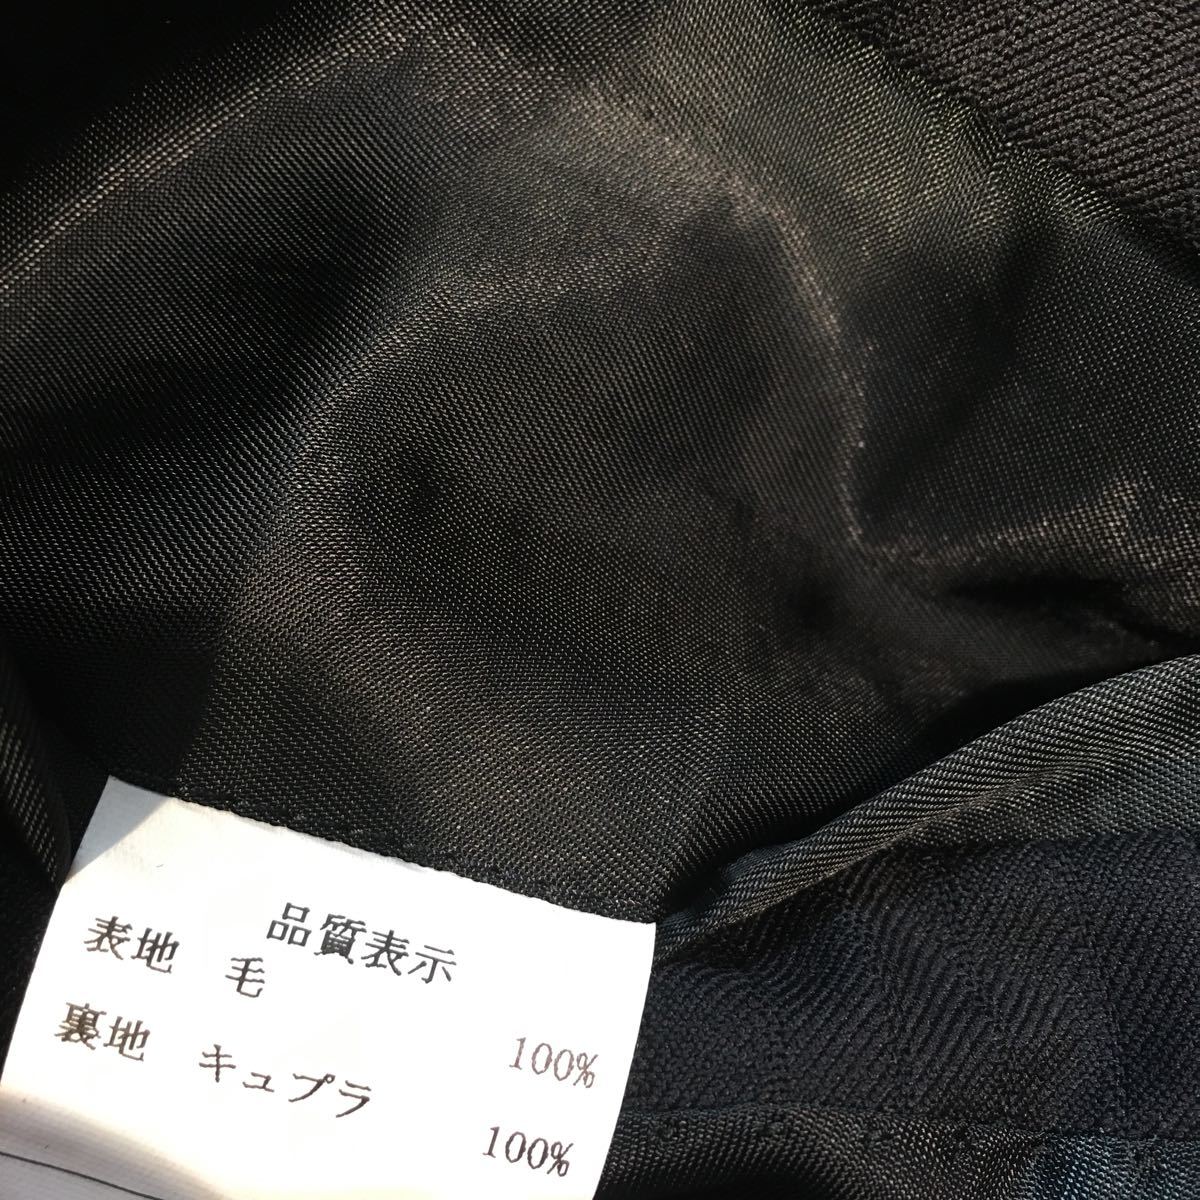 品質表示
表地 毛 100%
裏地 キュプラ 100%